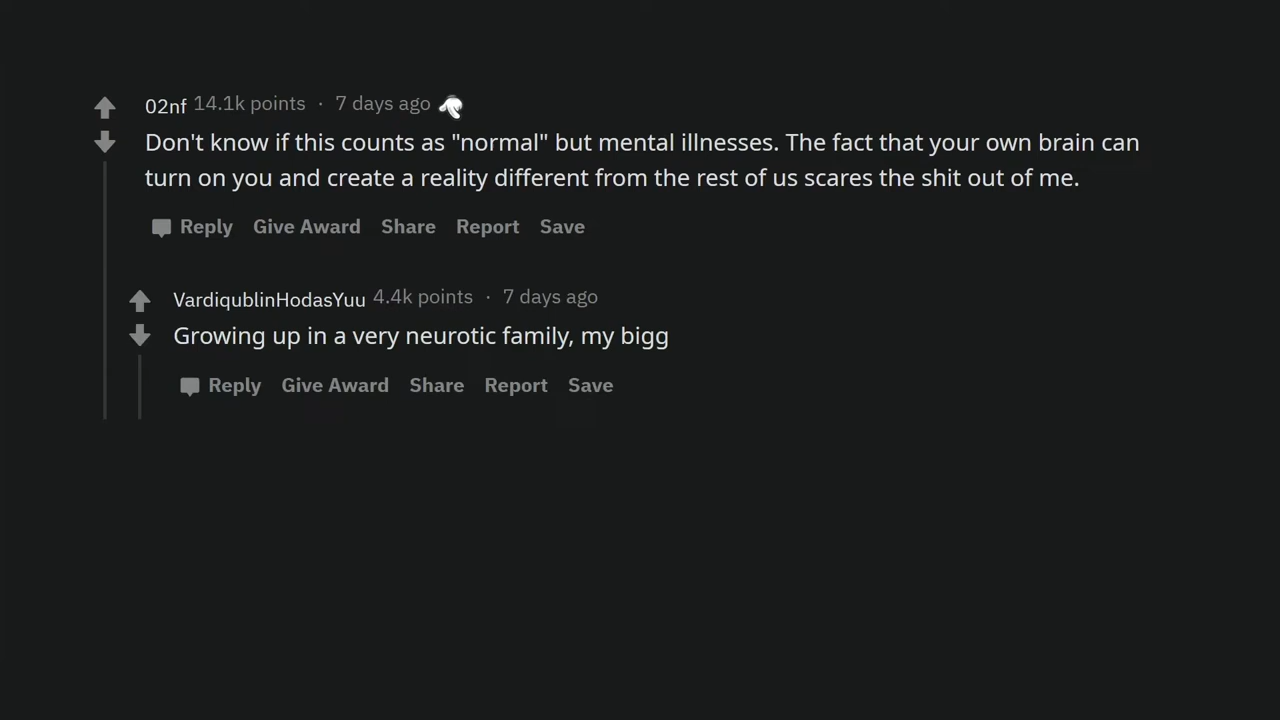 02nf 14.1k points · 7 days ago
Don't know if this counts as "normal" but mental illnesses. The fact that your own brain can
turn on you and create a reality different from the rest of us scares the shit out of me.
Reply Give Award Share Report Save
VardiqublinHodasYuu 4.4k points · 7 days ago
Growing up in a very neurotic family, my bigg
Reply Give Award Share Report Save